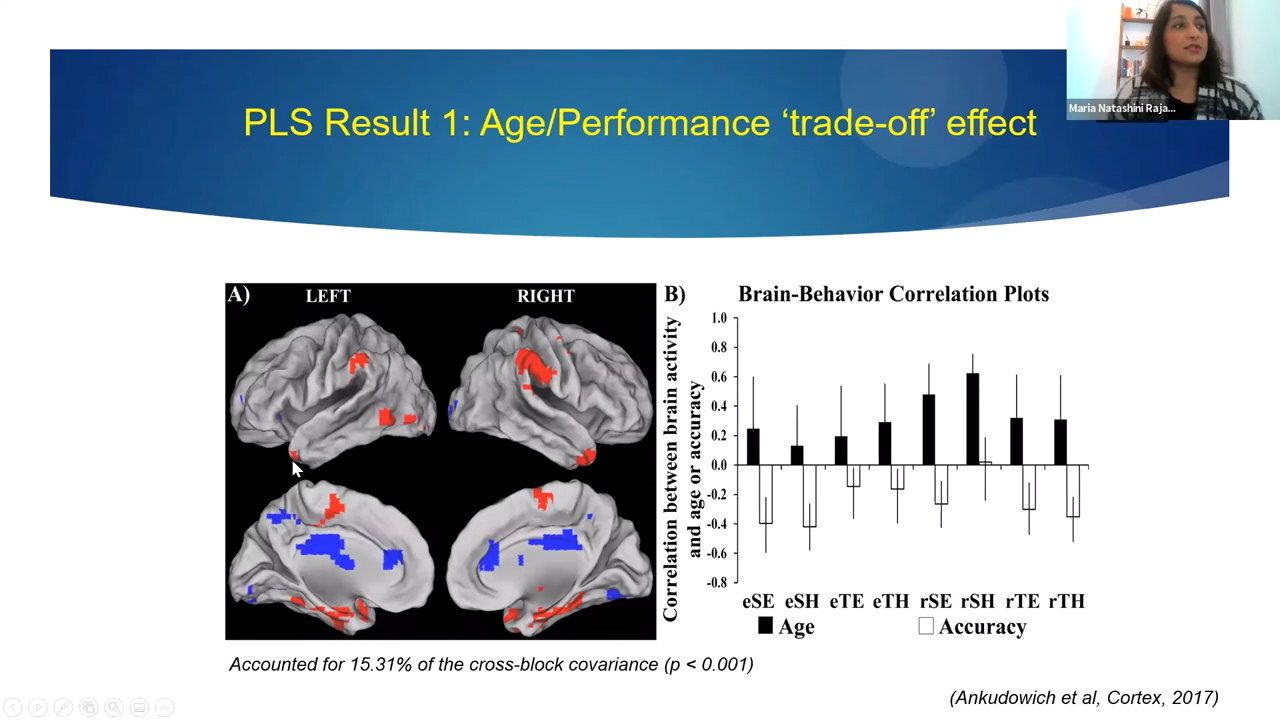 Maria Natashini Raja...
PLS Result 1: Age/Performance ‘trade-off’ effect
A)
LEFT
RIGHT
B)
Brain-Behavior Correlation Plots
Correlation between brain activity
and age or accuracy
1.0
0.8
0.6
0.4
0.2
0.0
-0.2
-0.4
-0.6
-0.8
eSE eSH eTE eTH rSE rSH rTE rTH
Age
Accuracy
Accounted for 15.31% of the cross-block covariance (p < 0.001)
(Ankudowich et al, Cortex, 2017)